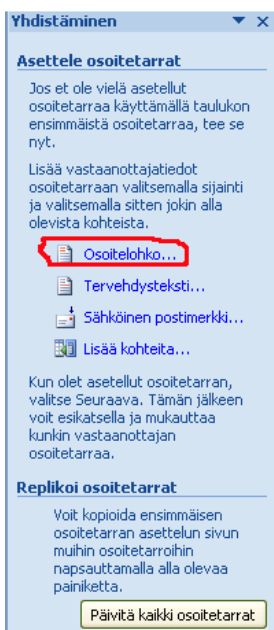 Yhdistäminen
Asettele osoitetarrat
Jos et ole vielä asetellut
osoitetarraa käyttämällä taulukon
ensimmäistä osoitetarraa, tee se
nyt.
Lisää vastaanottajatiedot
osoitetarraan valitsemalla sijainti
ja valitsemalla sitten jokin alla
olevista kohteista.
Osoitelohko...
Tervehdysteksti...
Sähköinen postimerkki...
Lisää kohteita...
Kun olet asetellut osoitetarran,
valitse Seuraava. Tämän jälkeen
voit esikatsella ja mukauttaa
kunkin vastaanottajan
osoitetarraa.
Replikoi osoitetarrat
Voit kopioida ensimmäisen
osoitetarran asettelun sivun
muihin osoitetarroihin
napsauttamalla alla olevaa
painiketta.
Päivitä kaikki osoitetarrat